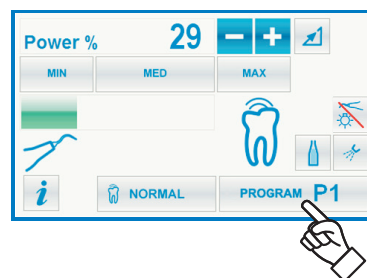 Power % 29 - +
MIN MED MAX
i NORMAL PROGRAM P1